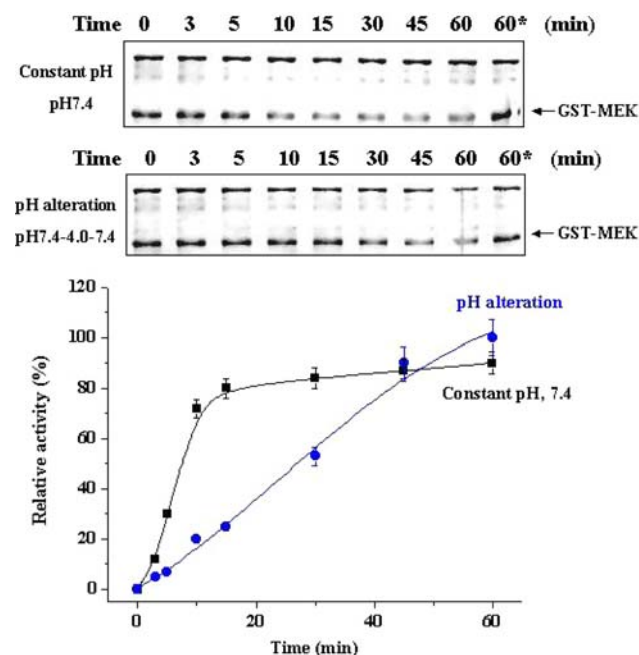 Time 0 3 5 10 15 30 45 60 60* (min)
Constant pH
pH7.4
GST-MEK
Time 0 3 5 10 15 30 45 60 60* (min)
pH alteration
pH7.4-4.0-7.4
GST-MEK
120
100
80
60
40
20
0
Relative activity (%)
pH alteration
Constant pH, 7.4
0 20 40 60
Time (min)